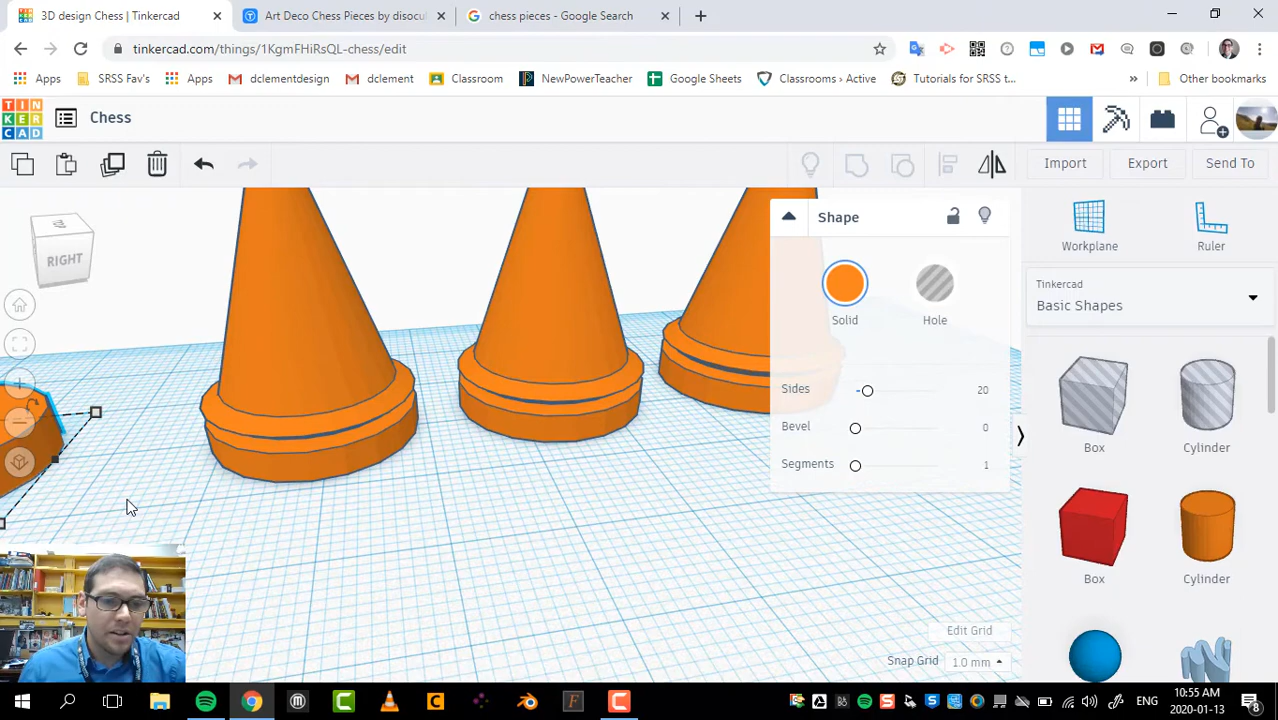 3D design Chess | Tinkercad
Art Deco Chess Pieces by disocul
chess pieces - Google Search
tinkercad.com/things/1KgmFHiRsQL-chess/edit
Apps
SRSS Fav's
Apps
dclementdesign
dclement
Classroom
NewPowerTeacher
Google Sheets
Classrooms › Active
Tutorials for SRSS t...
Other bookmarks
TIN
KER
CAD
Chess
Import
Export
Send To
RIGHT
Shape
Solid
Hole
Sides
20
Bevel
0
Segments
1
Workplane
Ruler
Tinkercad
Basic Shapes
Box
Cylinder
Box
Cylinder
Edit Grid
Snap Grid
1.0 mm
ENG
10:55 AM
2020-01-13
8